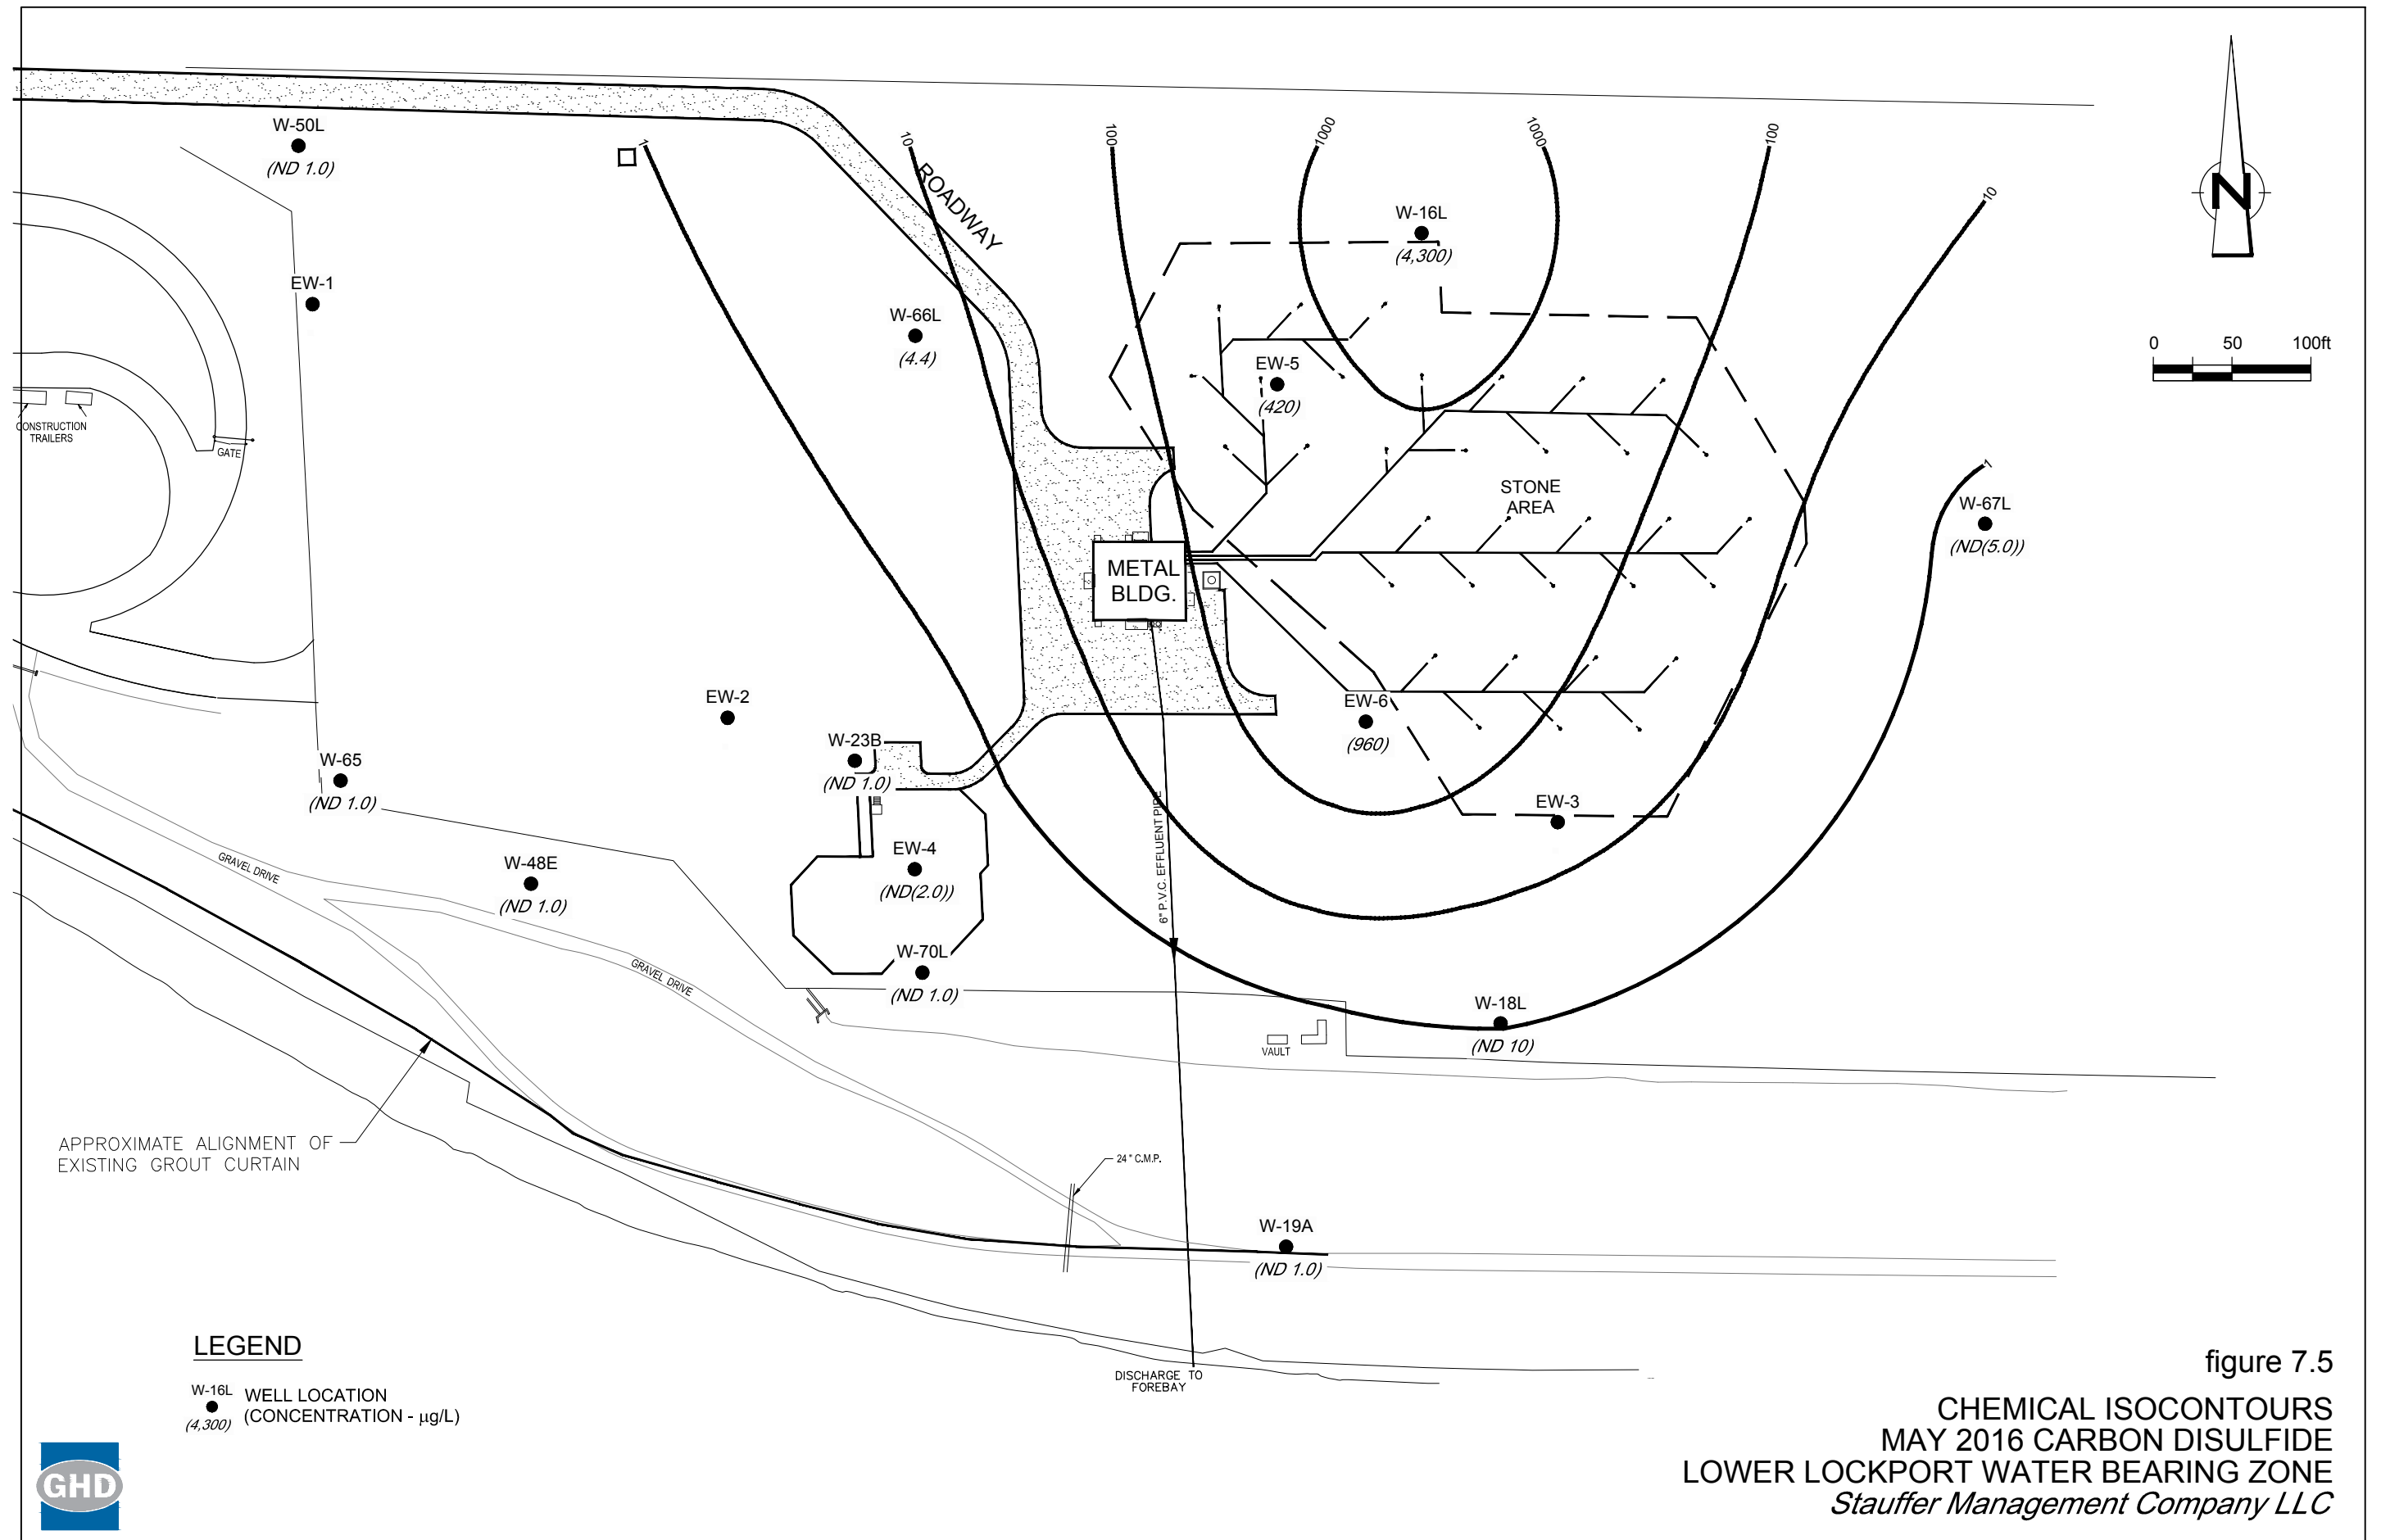 W-50L
(ND 1.0)
1
10
100
1000
1000
100
10
ROADWAY
W-16L
(4,300)
N
EW-1
W-66L
(4.4)
0 50 100ft
EW-5
(420)
CONSTRUCTION
TRAILERS
GATE
1
STONE
AREA
W-67L
(ND(5.0))
METAL
BLDG.
EW-2
EW-6
(960)
W-23B
(ND 1.0)
W-65
(ND 1.0)
EW-3
6" P.V.C. EFFLUENT PIPE
GRAVEL DRIVE
W-48E
(ND 1.0)
EW-4
(ND(2.0))
W-70L
(ND 1.0)
GRAVEL DRIVE
W-18L
(ND 10)
VAULT
APPROXIMATE ALIGNMENT OF
EXISTING GROUT CURTAIN
24" C.M.P.
W-19A
(ND 1.0)
DISCHARGE TO
FOREBAY
LEGEND
W-16L
(4,300)
WELL LOCATION
(CONCENTRATION - µg/L)
GHD
figure 7.5
CHEMICAL ISOCONTOURS
MAY 2016 CARBON DISULFIDE
LOWER LOCKPORT WATER BEARING ZONE
Stauffer Management Company LLC